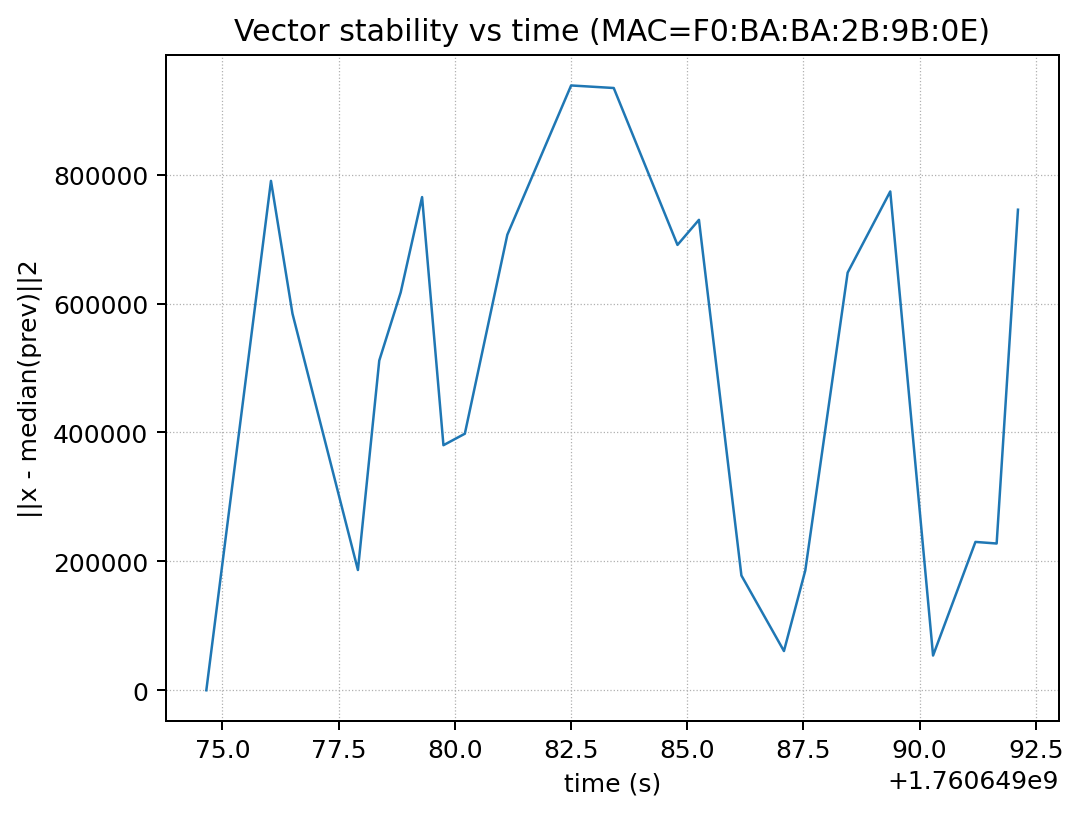 Vector stability vs time (MAC=F0:BA:BA:2B:9B:0E)
||x - median(prev)||2
800000
600000
400000
200000
0
75.0 77.5 80.0 82.5 85.0 87.5 90.0 92.5
time (s)
+1.760649e9